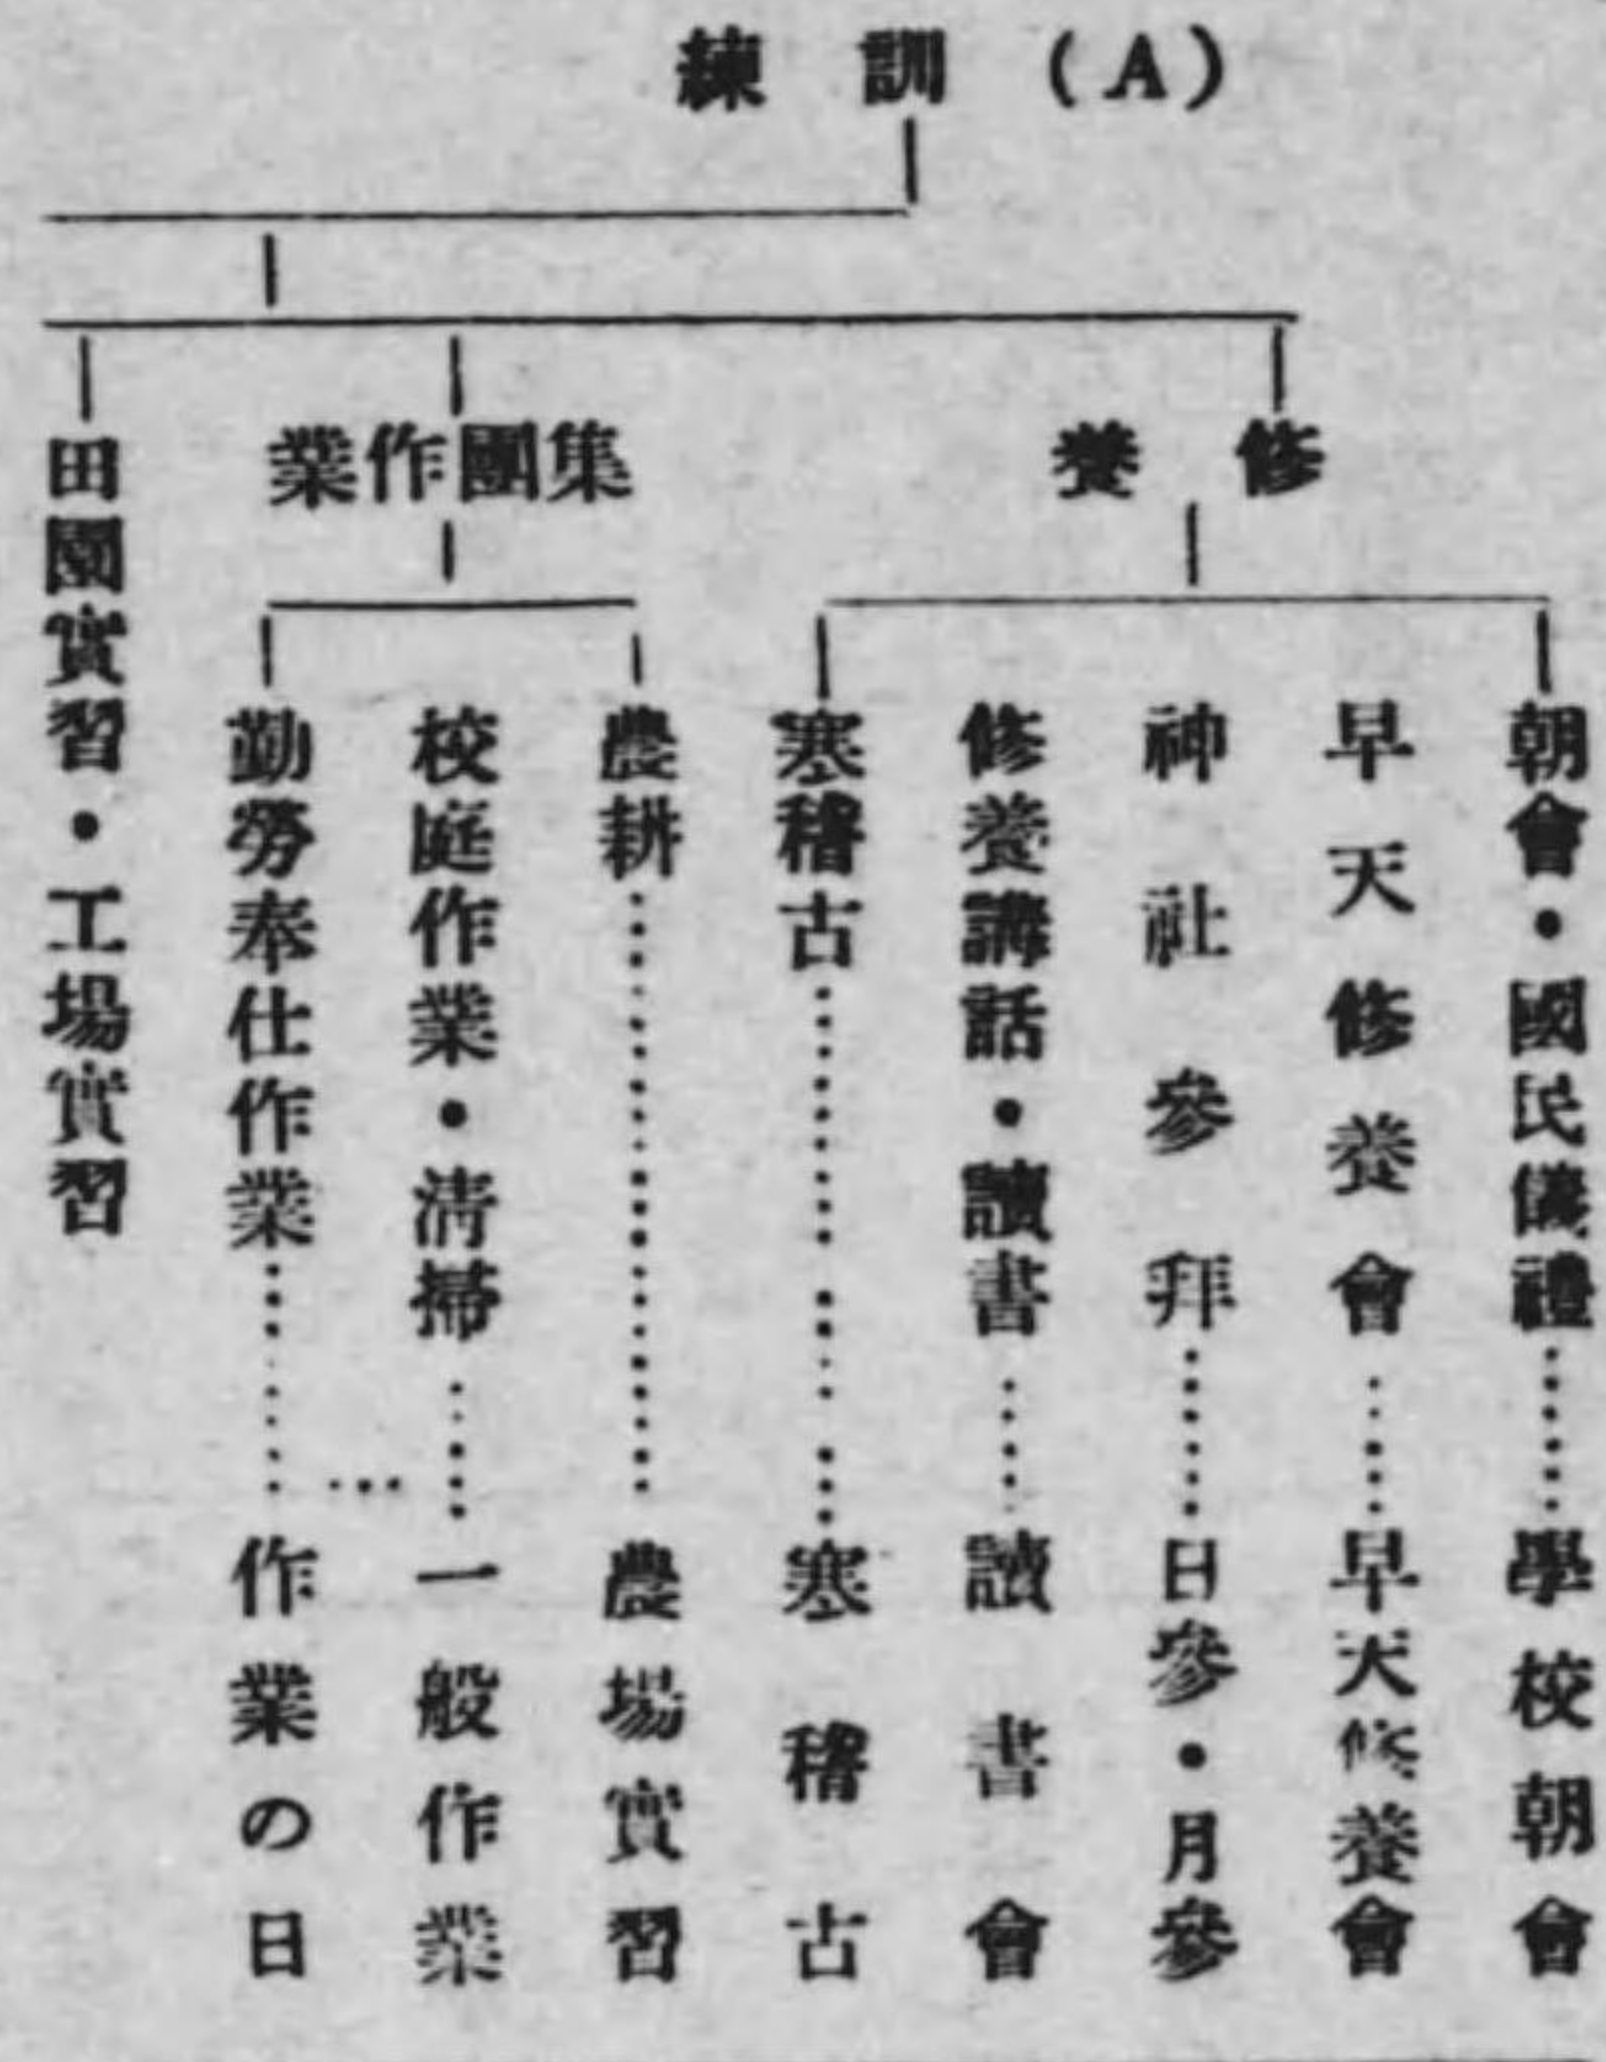 (A) 訓練
修養
朝會・國民儀禮……學校朝會
早天修養會……早天修養會
神社參拜……日參・月參
修養講話・讀書……讀書會
寒稽古……寒稽古
集團作業
農耕……農場實習
校庭作業・淸掃……一般作業
勤勞奉仕作業……作業の日
田園實習・工場實習